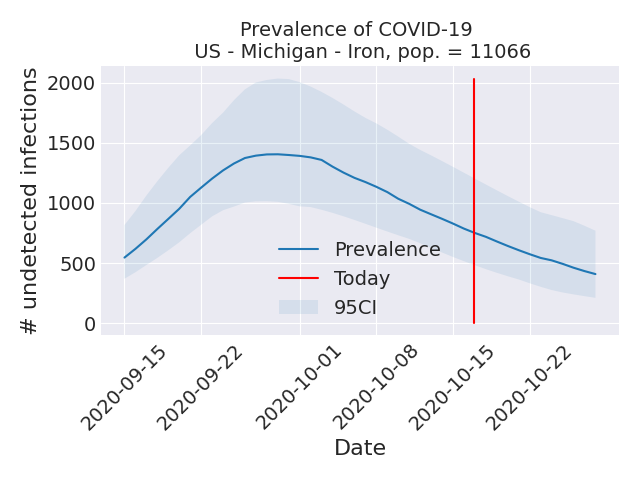 Prevalence of COVID-19
US - Michigan - Iron, pop. = 11066
# undetected infections
2000
1500
1000
500
0
Prevalence
Today
95CI
2020-09-15
2020-09-22
2020-10-01
2020-10-08
2020-10-15
2020-10-22
Date